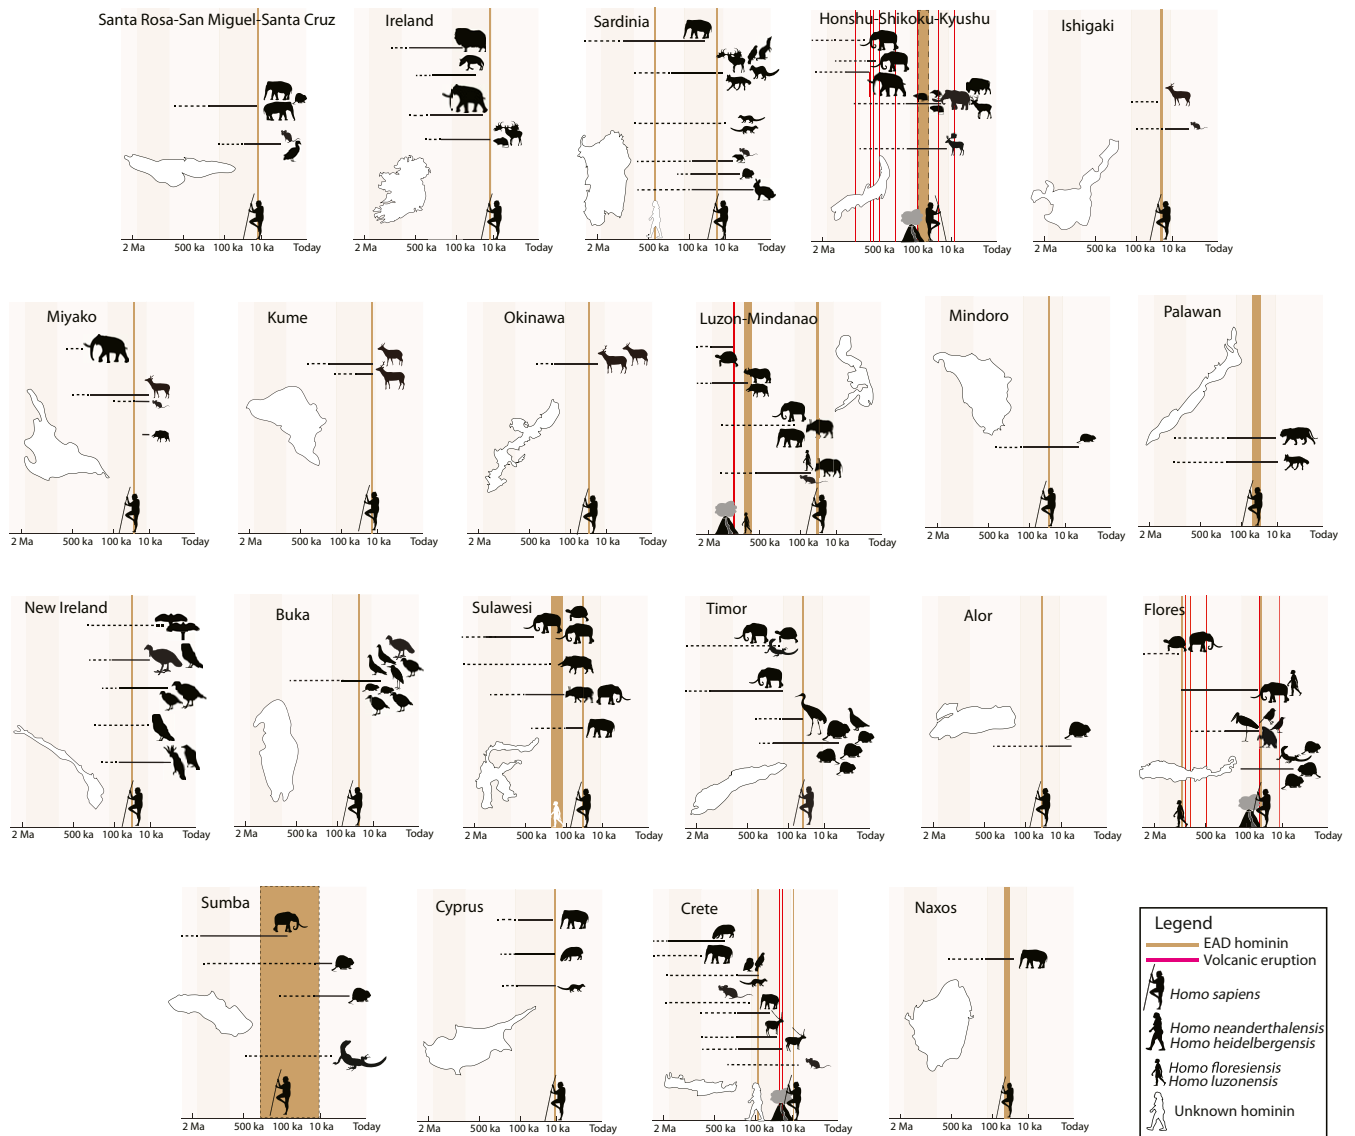 Santa Rosa-San Miguel-Santa Cruz
2 Ma 500 ka 100 ka 10 ka Today
Ireland
2 Ma 500 ka 100 ka 10 ka Today
Sardinia
2 Ma 500 ka 100 ka 10 ka Today
Honshu-Shikoku-Kyushu
2 Ma 500 ka 100 ka 10 ka Today
Ishigaki
2 Ma 500 ka 100 ka 10 ka Today
Miyako
2 Ma 500 ka 100 ka 10 ka Today
Kume
2 Ma 500 ka 100 ka 10 ka Today
Okinawa
2 Ma 500 ka 100 ka 10 ka Today
Luzon-Mindanao
2 Ma 500 ka 100 ka 10 ka Today
Mindoro
2 Ma 500 ka 100 ka 10 ka Today
Palawan
2 Ma 500 ka 100 ka 10 ka Today
New Ireland
2 Ma 500 ka 100 ka 10 ka Today
Buka
2 Ma 500 ka 100 ka 10 ka Today
Sulawesi
2 Ma 500 ka 100 ka 10 ka Today
Timor
2 Ma 500 ka 100 ka 10 ka Today
Alor
2 Ma 500 ka 100 ka 10 ka Today
Flores
2 Ma 500 ka 100 ka 10 ka Today
Sumba
2 Ma 500 ka 100 ka 10 ka Today
Cyprus
2 Ma 500 ka 100 ka 10 ka Today
Crete
2 Ma 500 ka 100 ka 10 ka Today
Naxos
2 Ma 500 ka 100 ka 10 ka Today
Legend
EAD hominin
Volcanic eruption
Homo sapiens
Homo neanderthalensis
Homo heidelbergensis
Homo floresiensis
Homo luzonensis
Unknown hominin